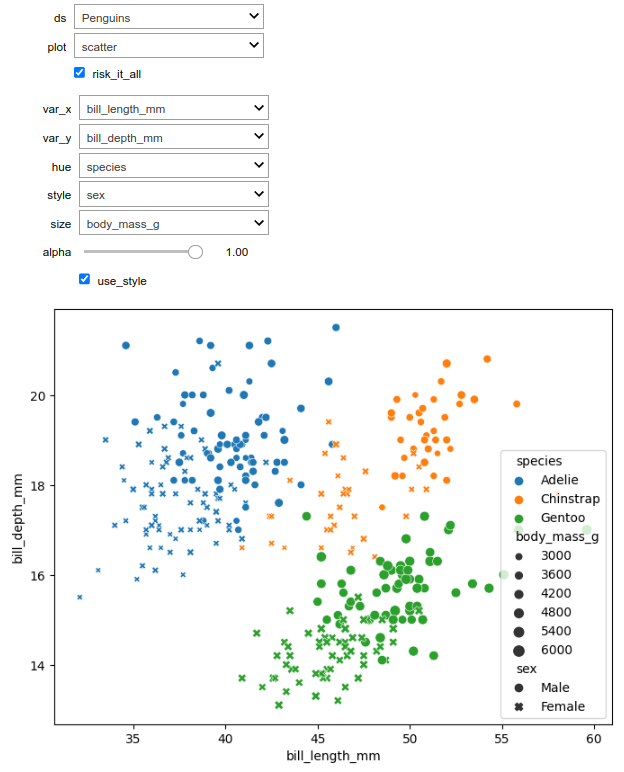 ds Penguins
plot scatter
risk_it_all
var_x bill_length_mm
var_y bill_depth_mm
hue species
style sex
size body_mass_g
alpha 1.00
use_style
20
18
16
14
bill_depth_mm
species
Adelie
Chinstrap
Gentoo
body_mass_g
3000
3600
4200
4800
5400
6000
sex
Male
Female
35 40 45 50 55 60
bill_length_mm